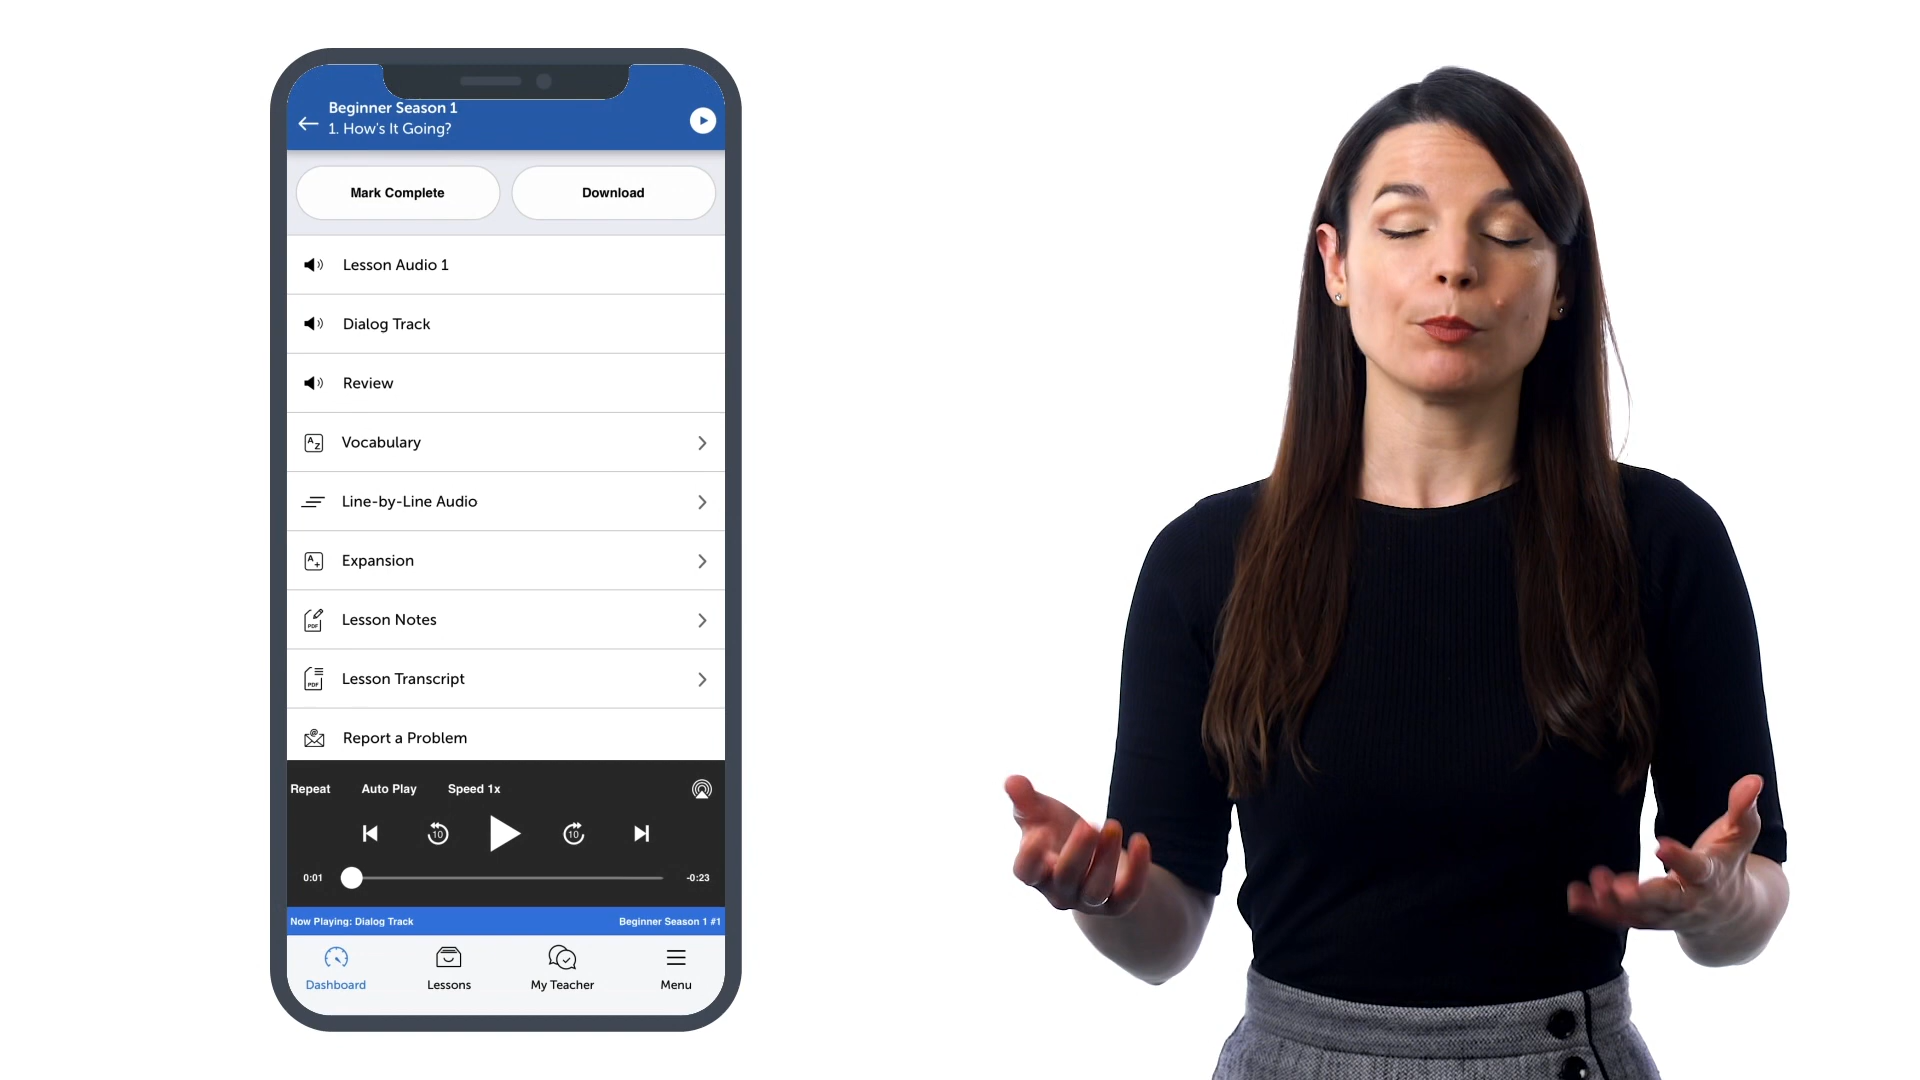 Beginner Season 1
1. How's It Going?
Mark Complete
Download
Lesson Audio 1
Dialog Track
Review
Vocabulary
Line-by-Line Audio
Expansion
Lesson Notes
Lesson Transcript
Report a Problem
Repeat Auto Play Speed 1x
10 10
0:01 -0:23
Now Playing: Dialog Track Beginner Season 1 #1
Dashboard Lessons My Teacher Menu